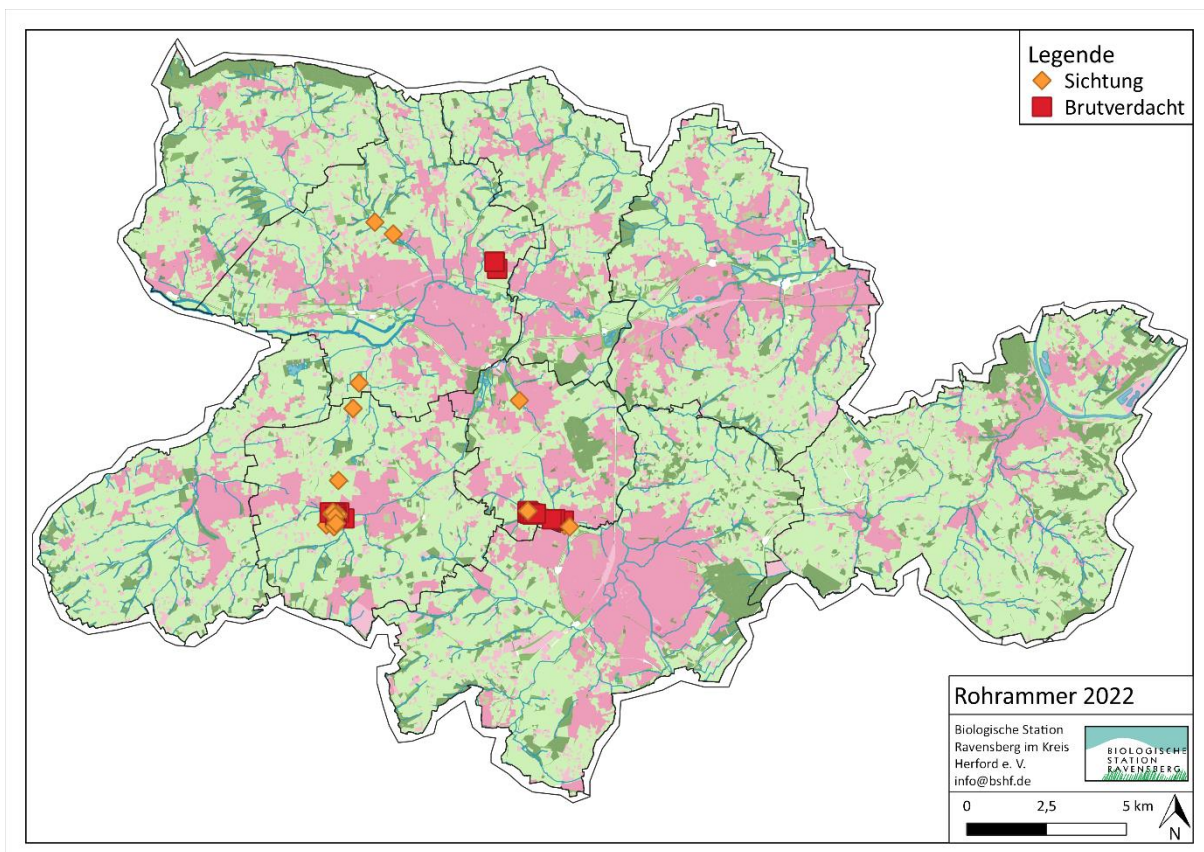 Legende
Sichtung
Brutverdacht
Rohrammer 2022
Biologische Station
Ravensberg im Kreis
Herford e. V.
info@bshf.de
BIOLOGISCHE
STATION
RAVENSBERG
0 2,5 5 km
N